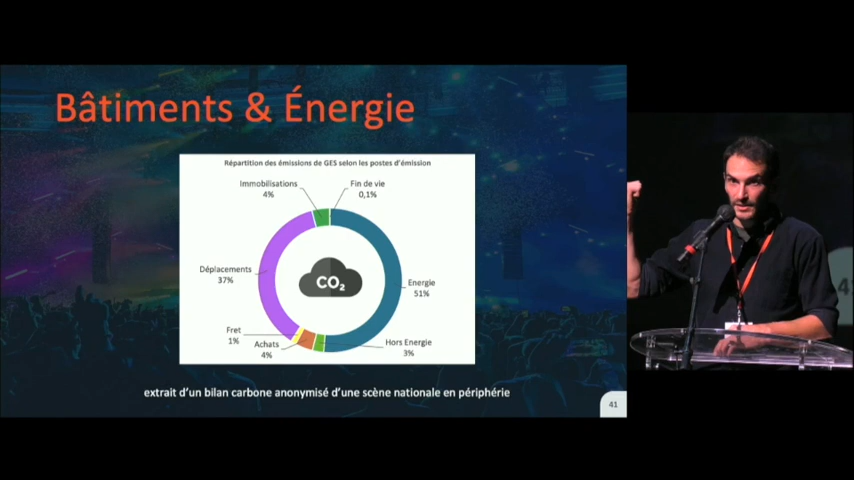 Bâtiments & Énergie
Répartition des émissions de GES selon les postes d'émission
Immobilisations
4%
Fin de vie
0,1%
Déplacements
37%
CO₂
Energie
51%
Fret
1%
Achats
4%
Hors Energie
3%
extrait d'un bilan carbone anonymisé d'une scène nationale en périphérie
41